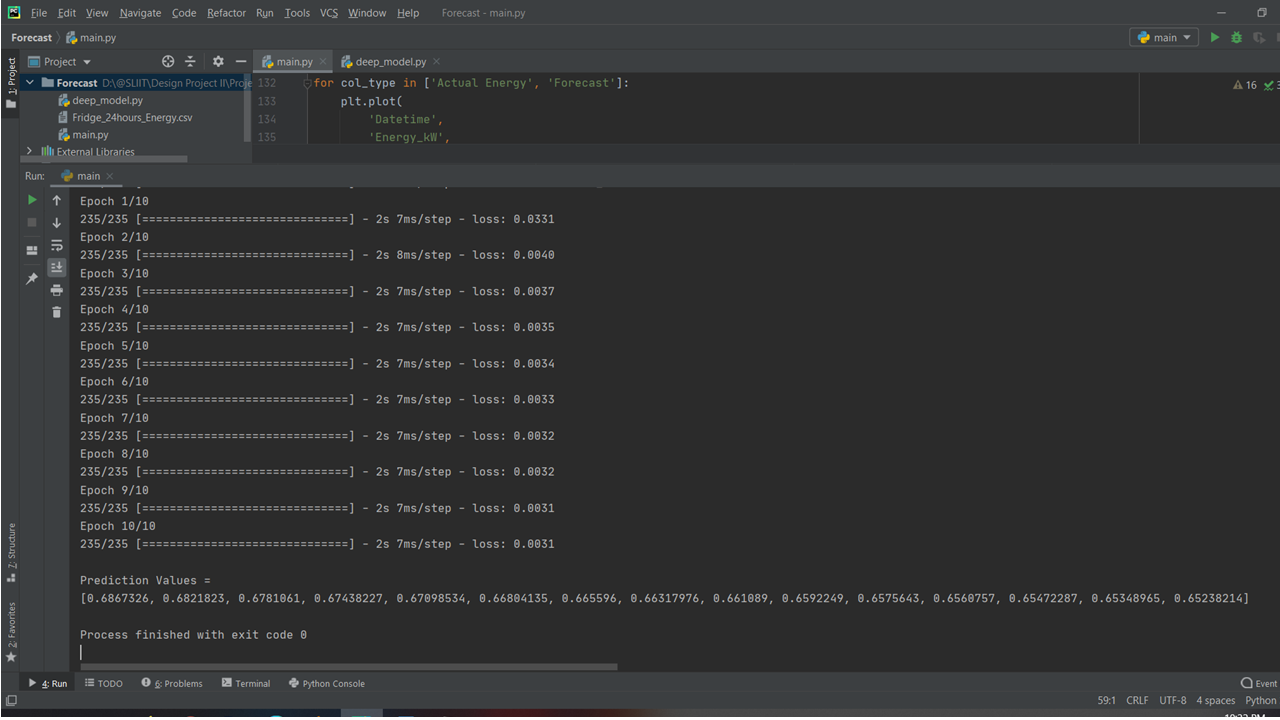 File Edit View Navigate Code Refactor Run Tools VCS Window Help Forecast - main.py
Forecast main.py main
1: Project Project main.py deep_model.py
Forecast D:\@SLIIT\Design Project II\Proje
deep_model.py
Fridge_24hours_Energy.csv
main.py
External Libraries
132 for col_type in ['Actual Energy', 'Forecast']:
133 plt.plot(
134 'Datetime',
135 'Energy_kW',
16 3
Run: main
Epoch 1/10
235/235 [==============================] - 2s 7ms/step - loss: 0.0331
Epoch 2/10
235/235 [==============================] - 2s 8ms/step - loss: 0.0040
Epoch 3/10
235/235 [==============================] - 2s 7ms/step - loss: 0.0037
Epoch 4/10
235/235 [==============================] - 2s 7ms/step - loss: 0.0035
Epoch 5/10
235/235 [==============================] - 2s 7ms/step - loss: 0.0034
Epoch 6/10
235/235 [==============================] - 2s 7ms/step - loss: 0.0033
Epoch 7/10
235/235 [==============================] - 2s 7ms/step - loss: 0.0032
Epoch 8/10
235/235 [==============================] - 2s 7ms/step - loss: 0.0032
Epoch 9/10
235/235 [==============================] - 2s 7ms/step - loss: 0.0031
Epoch 10/10
235/235 [==============================] - 2s 7ms/step - loss: 0.0031
Prediction Values =
[0.6867326, 0.6821823, 0.6781061, 0.67438227, 0.67098534, 0.66804135, 0.665596, 0.66317976, 0.661089, 0.6592249, 0.6575643, 0.6560757, 0.65472287, 0.65348965, 0.65238214]
Process finished with exit code 0
7: Structure
2: Favorites
4: Run TODO 6: Problems Terminal Python Console Event
59:1 CRLF UTF-8 4 spaces Python